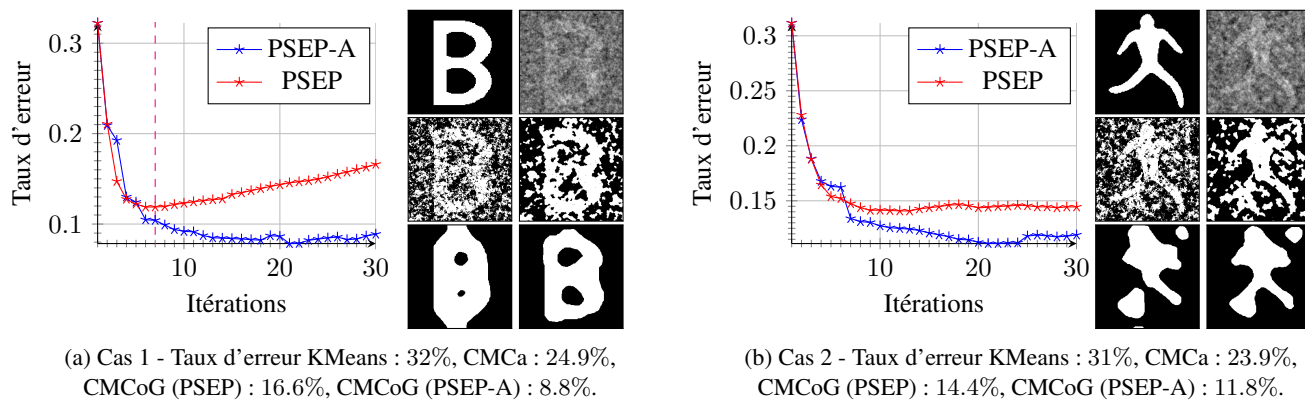 0.3
0.2
0.1
Taux d'erreur
PSEP-A
PSEP
10
20
30
Itérations
(a) Cas 1 - Taux d'erreur KMeans : 32%, CMCa : 24.9%,
CMCoG (PSEP) : 16.6%, CMCoG (PSEP-A) : 8.8%.
0.3
0.25
0.2
0.15
Taux d'erreur
PSEP-A
PSEP
10
20
30
Itérations
(b) Cas 2 - Taux d'erreur KMeans : 31%, CMCa : 23.9%,
CMCoG (PSEP) : 14.4%, CMCoG (PSEP-A) : 11.8%.